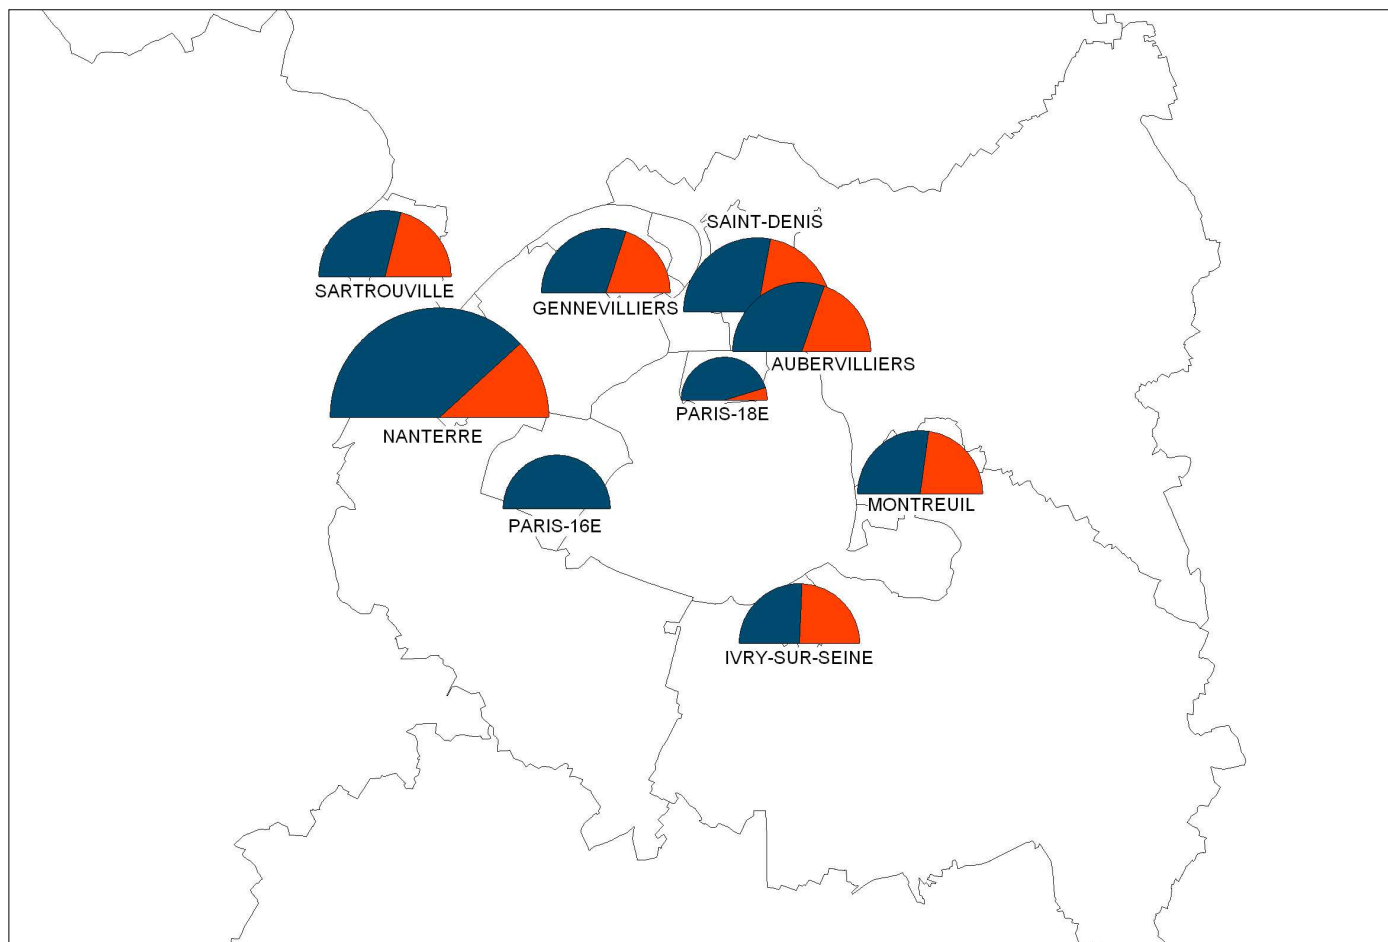 SAINT-DENIS
SARTROUVILLE
GENNEVILLIERS
AUBERVILLIERS
PARIS-18E
NANTERRE
MONTREUIL
PARIS-16E
IVRY-SUR-SEINE